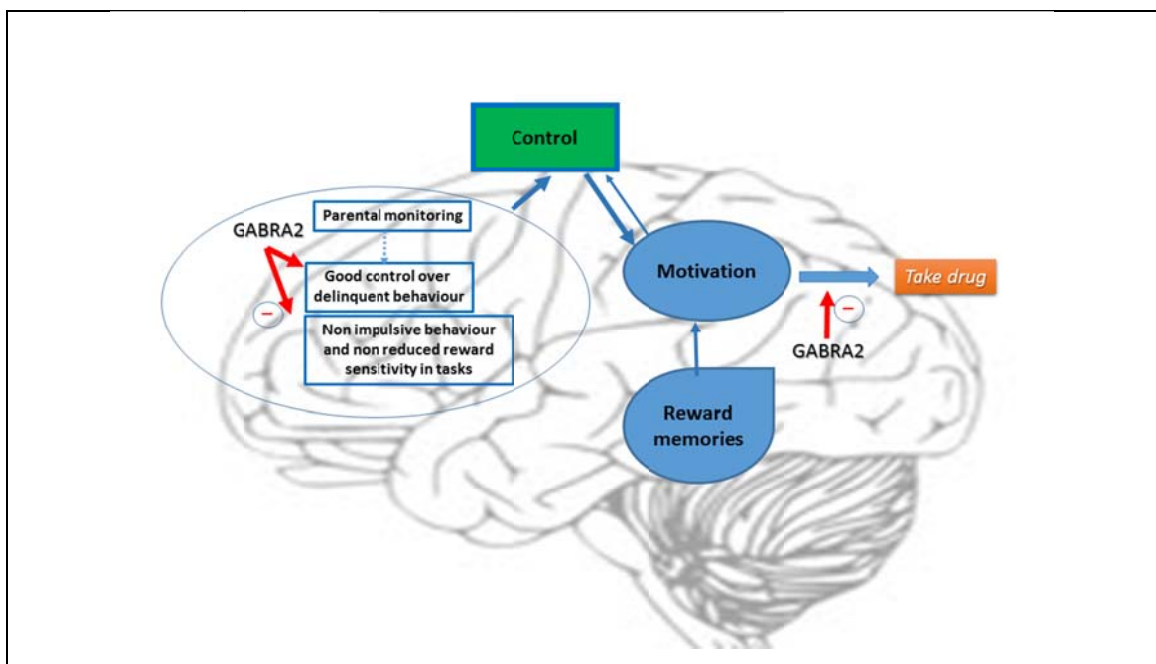 Control
Parental monitoring
GABRA2
Good control over
delinquent behaviour
−
Non impulsive behaviour
and non reduced reward
sensitivity in tasks
Motivation
Take drug
−
GABRA2
Reward
memories